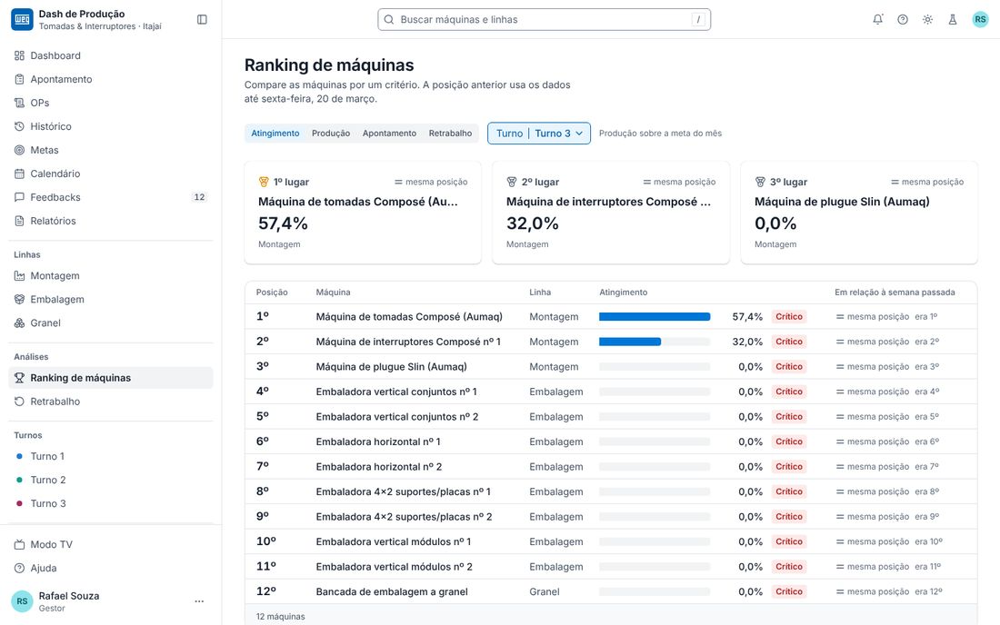 weg
Dash de Produção
Tomadas & Interruptores · Itajaí
Dashboard
Apontamento
OPs
Histórico
Metas
Calendário
Feedbacks 12
Relatórios
Linhas
Montagem
Embalagem
Granel
Análises
Ranking de máquinas
Retrabalho
Turnos
Turno 1
Turno 2
Turno 3
Modo TV
Ajuda
RS
Rafael Souza
Gestor
Buscar máquinas e linhas /
RS
Ranking de máquinas
Compare as máquinas por um critério. A posição anterior usa os dados
até sexta-feira, 20 de março.
Atingimento Produção Apontamento Retrabalho Turno | Turno 3 Produção sobre a meta do mês
1º lugar = mesma posição
Máquina de tomadas Composé (Au...
57,4%
Montagem
2º lugar = mesma posição
Máquina de interruptores Composé ...
32,0%
Montagem
3º lugar = mesma posição
Máquina de plugue Slin (Aumaq)
0,0%
Montagem
Posição Máquina Linha Atingimento Em relação à semana passada
1º Máquina de tomadas Composé (Aumaq) Montagem 57,4% Crítico = mesma posição era 1º
2º Máquina de interruptores Composé nº 1 Montagem 32,0% Crítico = mesma posição era 2º
3º Máquina de plugue Slin (Aumaq) Montagem 0,0% Crítico = mesma posição era 3º
4º Embaladora vertical conjuntos nº 1 Embalagem 0,0% Crítico = mesma posição era 4º
5º Embaladora vertical conjuntos nº 2 Embalagem 0,0% Crítico = mesma posição era 5º
6º Embaladora horizontal nº 1 Embalagem 0,0% Crítico = mesma posição era 6º
7º Embaladora horizontal nº 2 Embalagem 0,0% Crítico = mesma posição era 7º
8º Embaladora 4×2 suportes/placas nº 1 Embalagem 0,0% Crítico = mesma posição era 8º
9º Embaladora 4×2 suportes/placas nº 2 Embalagem 0,0% Crítico = mesma posição era 9º
10º Embaladora vertical módulos nº 1 Embalagem 0,0% Crítico = mesma posição era 10º
11º Embaladora vertical módulos nº 2 Embalagem 0,0% Crítico = mesma posição era 11º
12º Bancada de embalagem a granel Granel 0,0% Crítico = mesma posição era 12º
12 máquinas